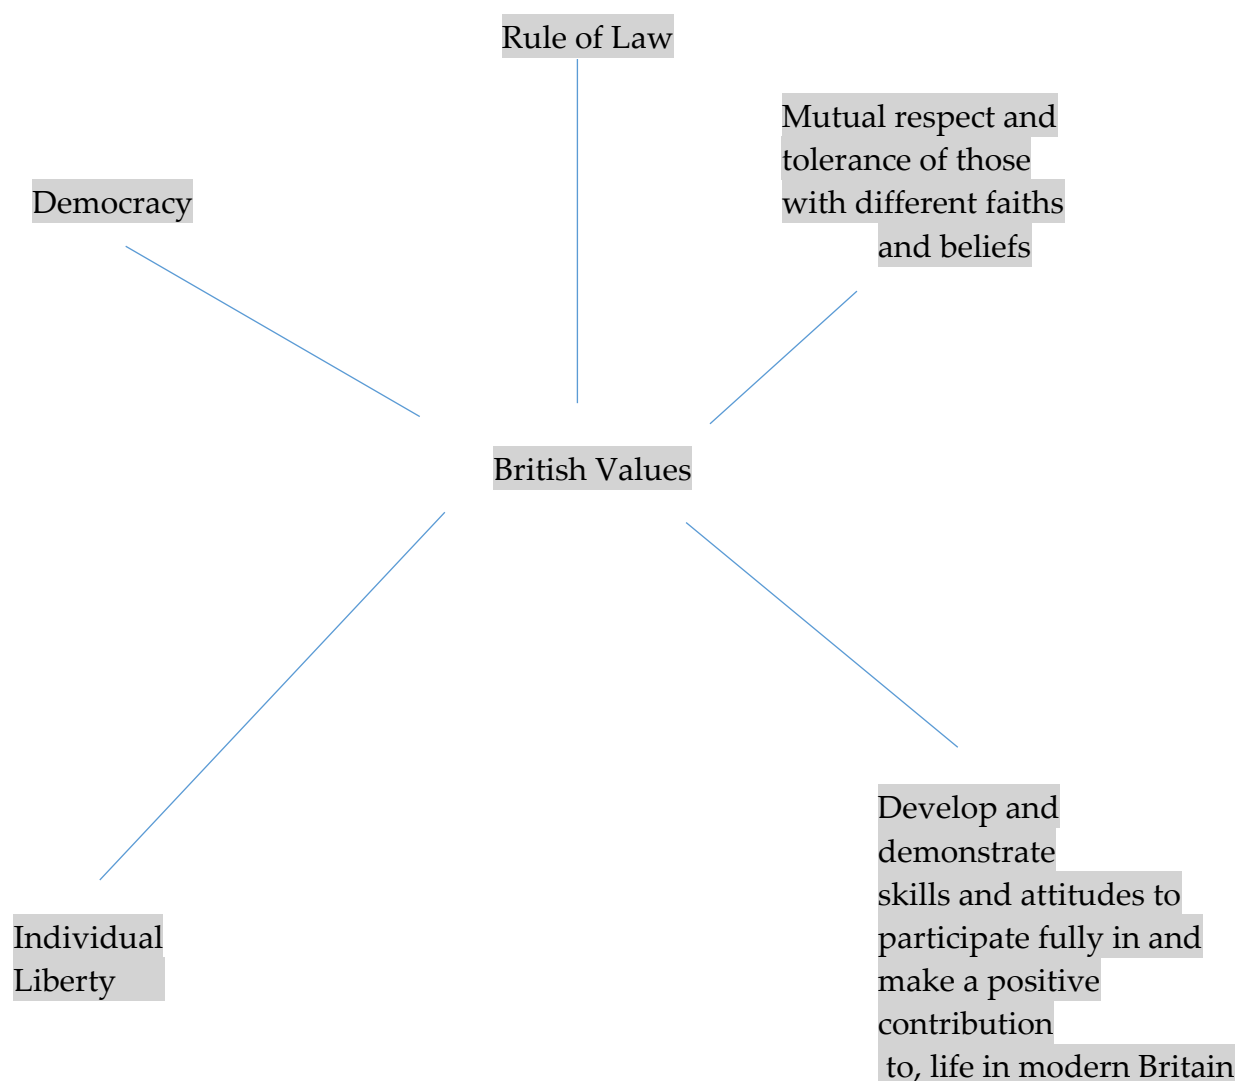 Rule of Law
Mutual respect and
tolerance of those
with different faiths
and beliefs
Democracy
British Values
Develop and
demonstrate
skills and attitudes to
participate fully in and
make a positive
contribution
to, life in modern Britain
Individual
Liberty